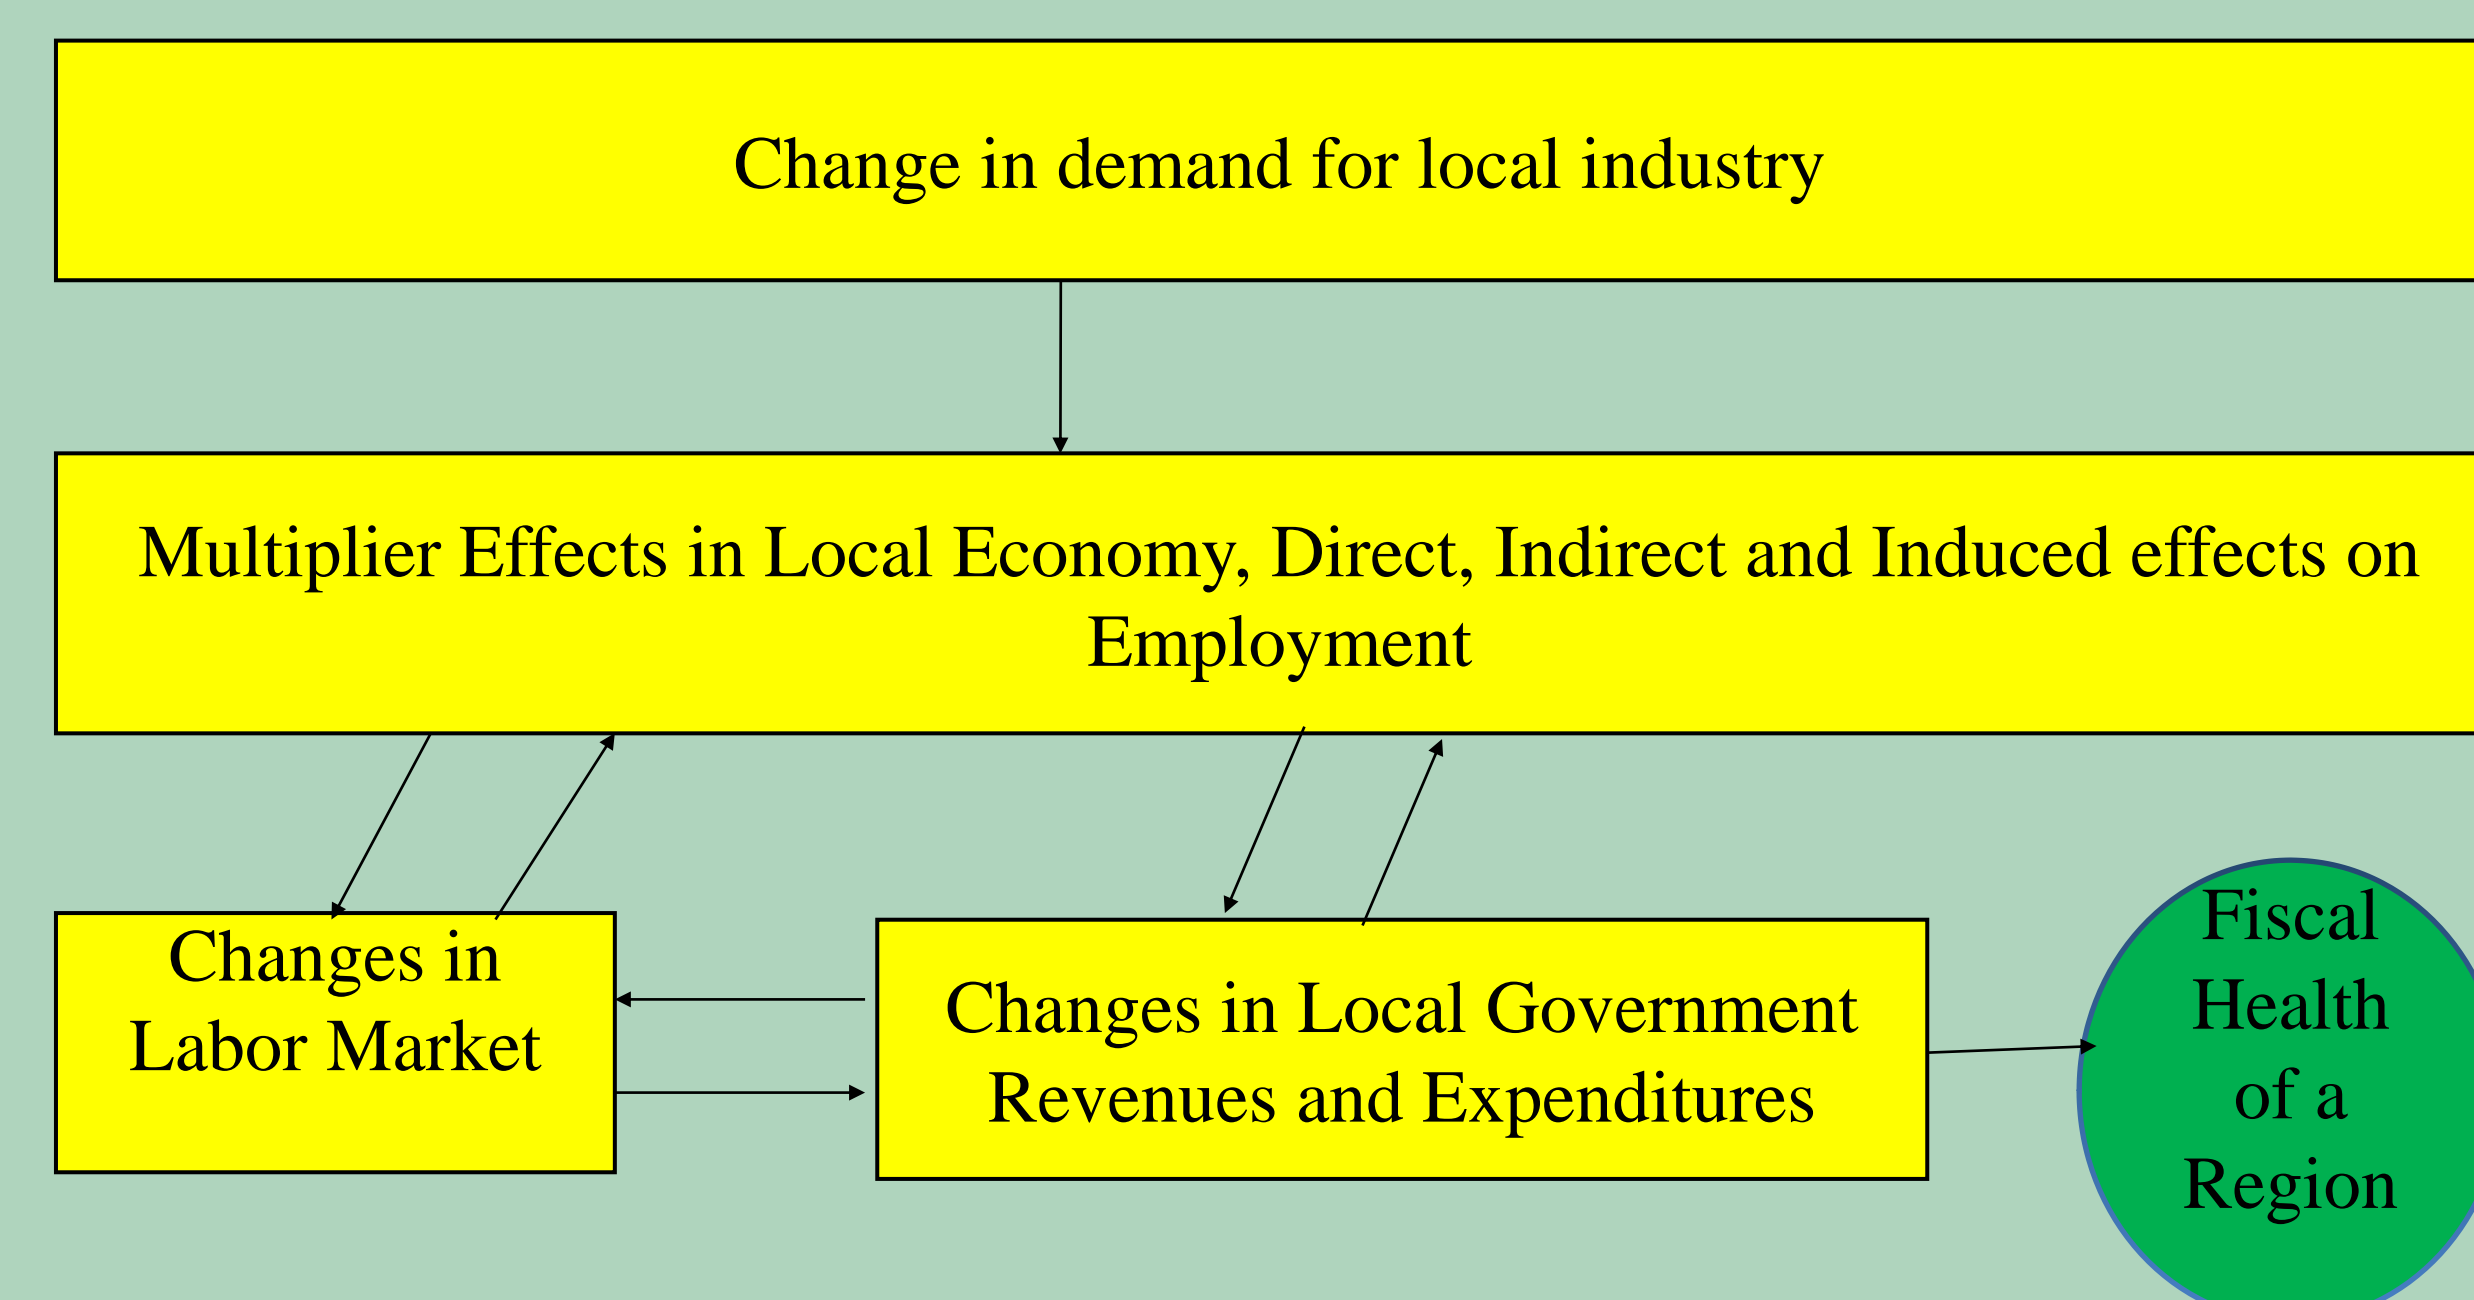 Change in demand for local industry
Multiplier Effects in Local Economy, Direct, Indirect and Induced effects on
Employment
Changes in
Labor Market
Changes in Local Government
Revenues and Expenditures
Fiscal
Health
of a
Region